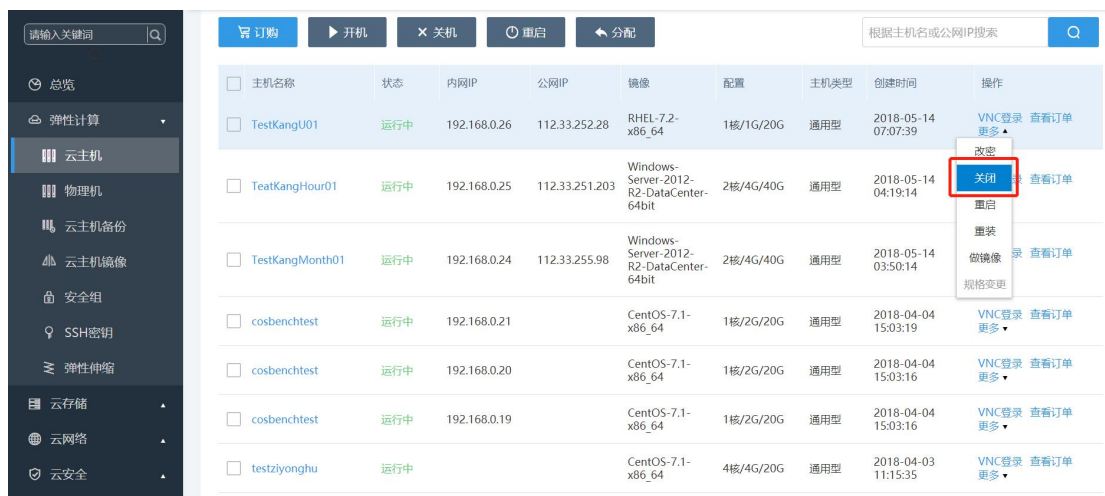 请输入关键词
总览
弹性计算
云主机
物理机
云主机备份
云主机镜像
安全组
SSH密钥
弹性伸缩
云存储
云网络
云安全
订购 开机 关机 重启 分配 根据主机名或公网IP搜索
主机名称 状态 内网IP 公网IP 镜像 配置 主机类型 创建时间 操作
TestKangU01 运行中 192.168.0.26 112.33.252.28 RHEL-7.2-
x86_64 1核/1G/20G 通用型 2018-05-14
07:07:39 VNC登录 查看订单
更多
改密
关闭
重启
重装
做镜像
规格变更
TeatKangHour01 运行中 192.168.0.25 112.33.251.203 Windows-
Server-2012-
R2-DataCenter-
64bit 2核/4G/40G 通用型 2018-05-14
04:19:14 查看订单
TestKangMonth01 运行中 192.168.0.24 112.33.255.98 Windows-
Server-2012-
R2-DataCenter-
64bit 2核/4G/40G 通用型 2018-05-14
03:50:14 查看订单
cosbenchtest 运行中 192.168.0.21 CentOS-7.1-
x86_64 1核/2G/20G 通用型 2018-04-04
15:03:19 VNC登录 查看订单
更多
cosbenchtest 运行中 192.168.0.20 CentOS-7.1-
x86_64 1核/2G/20G 通用型 2018-04-04
15:03:16 VNC登录 查看订单
更多
cosbenchtest 运行中 192.168.0.19 CentOS-7.1-
x86_64 1核/2G/20G 通用型 2018-04-04
15:03:16 VNC登录 查看订单
更多
testziyonghu 运行中 CentOS-7.1-
x86_64 4核/4G/20G 通用型 2018-04-03
11:15:35 VNC登录 查看订单
更多